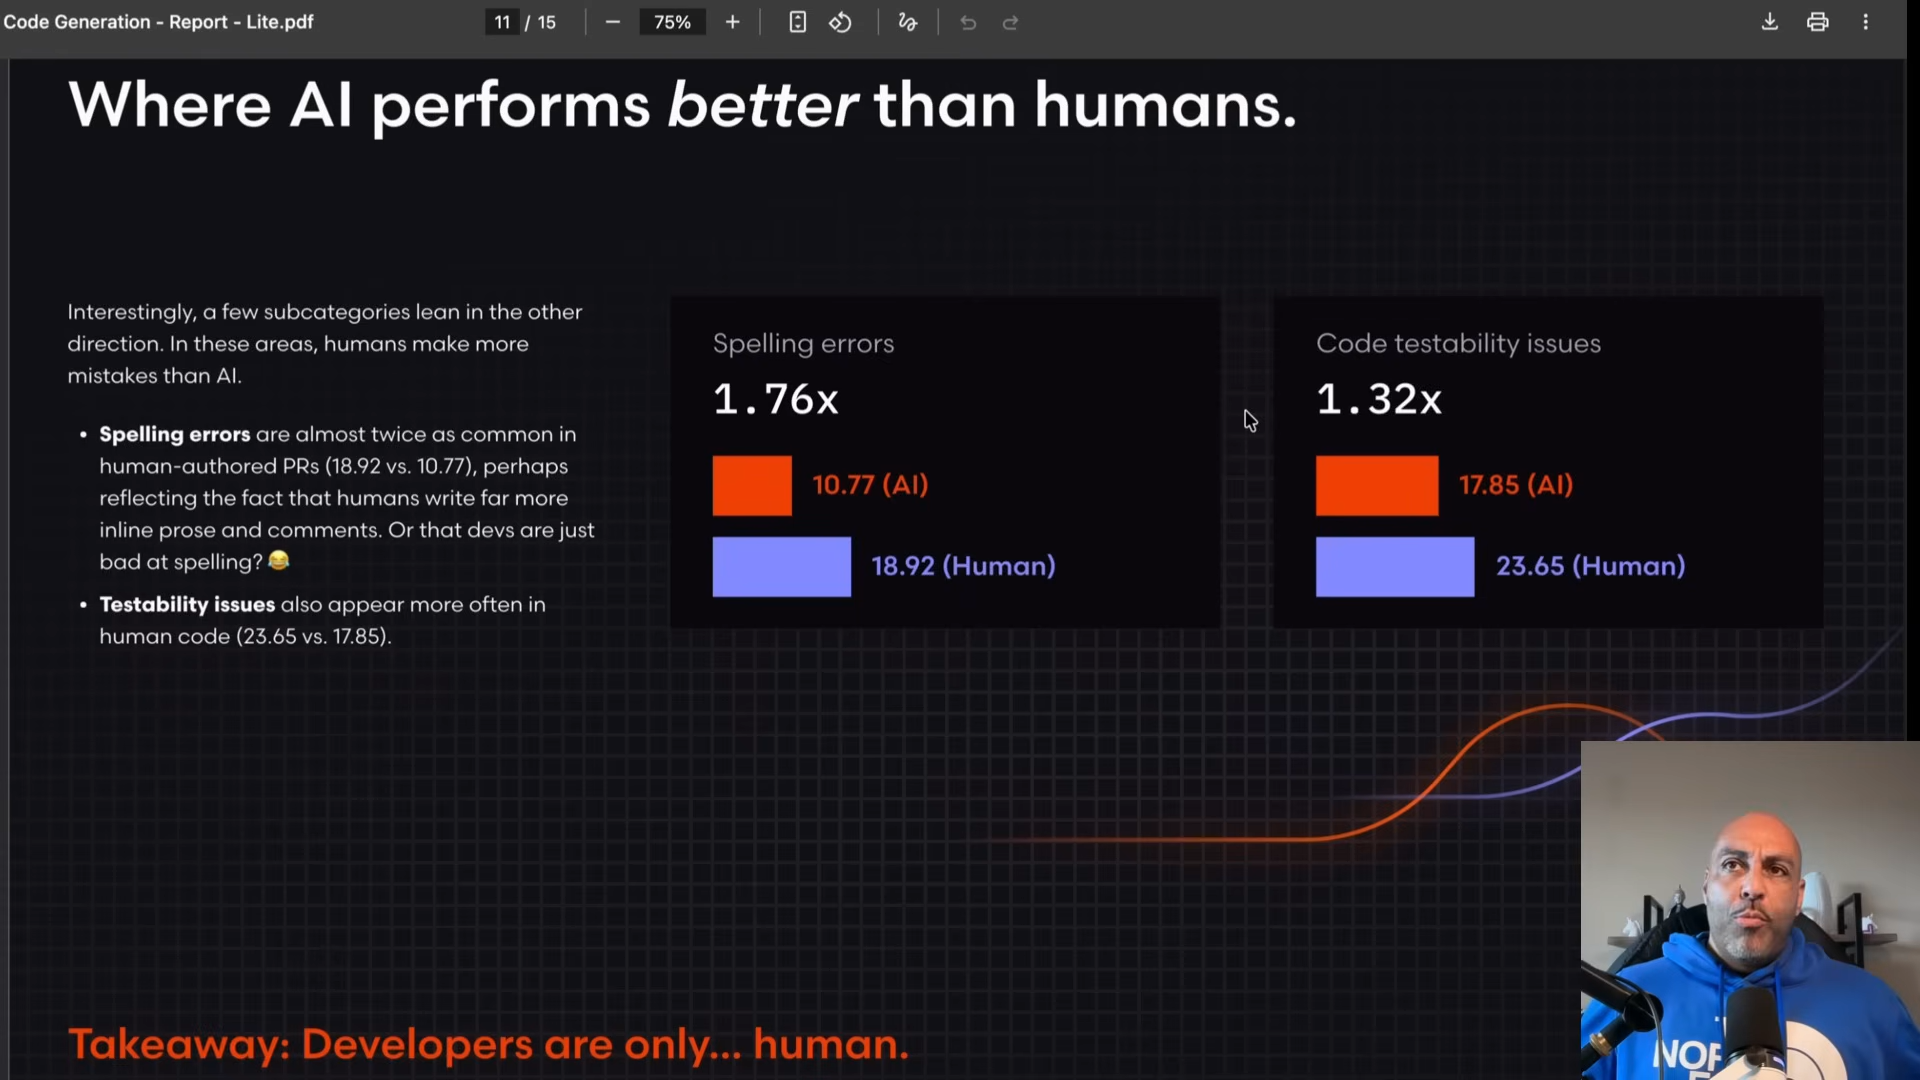 Code Generation - Report - Lite.pdf
11 / 15
75%
Where AI performs better than humans.
Interestingly, a few subcategories lean in the other
direction. In these areas, humans make more
mistakes than AI.
• Spelling errors are almost twice as common in
human-authored PRs (18.92 vs. 10.77), perhaps
reflecting the fact that humans write far more
inline prose and comments. Or that devs are just
bad at spelling? 😂
• Testability issues also appear more often in
human code (23.65 vs. 17.85).
Spelling errors
1.76x
10.77 (AI)
18.92 (Human)
Code testability issues
1.32x
17.85 (AI)
23.65 (Human)
Takeaway: Developers are only... human.